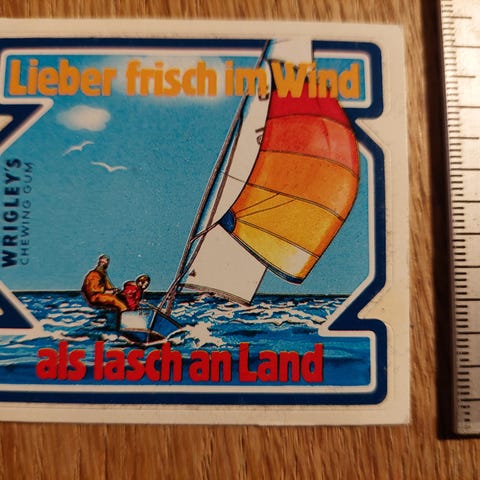 Lieber frisch im Wind
WRIGLEY'S
CHEWING GUM
als lasch an Land